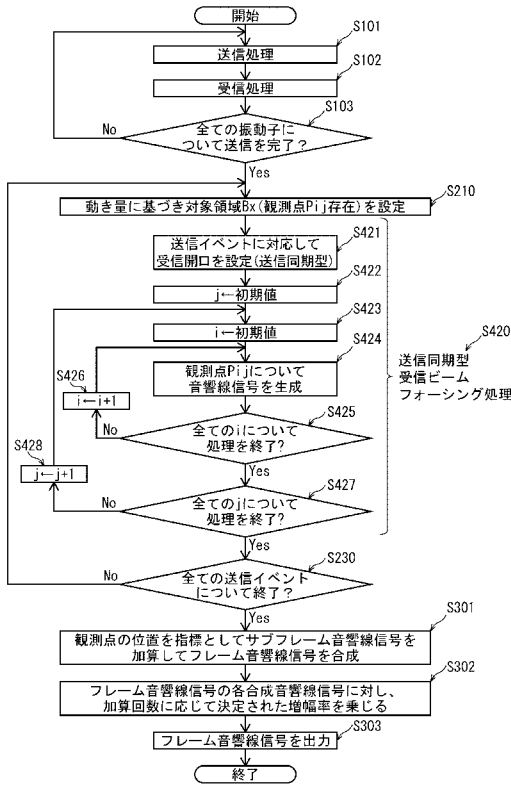 開始
S101
送信処理
S102
受信処理
S103
全ての振動子に
ついて送信を完了？
No
Yes
S210
動き量に基づき対象領域Bx(観測点Pij存在)を設定
S421
送信イベントに対応して
受信開口を設定(送信同期型)
S422
j←初期値
S423
i←初期値
S424
観測点Pijについて
音響線信号を生成
S426
i←i+1
S425
全てのiについて
処理を終了?
No
Yes
S428
j←j+1
S427
全てのjについて
処理を終了?
No
Yes
S420
送信同期型
受信ビーム
フォーシング処理
S230
全ての送信イベント
について終了？
No
Yes
S301
観測点の位置を指標としてサブフレーム音響線信号を
加算してフレーム音響線信号を合成
S302
フレーム音響線信号の各合成音響線信号に対し、
加算回数に応じて決定された増幅率を乗じる
S303
フレーム音響線信号を出力
終了